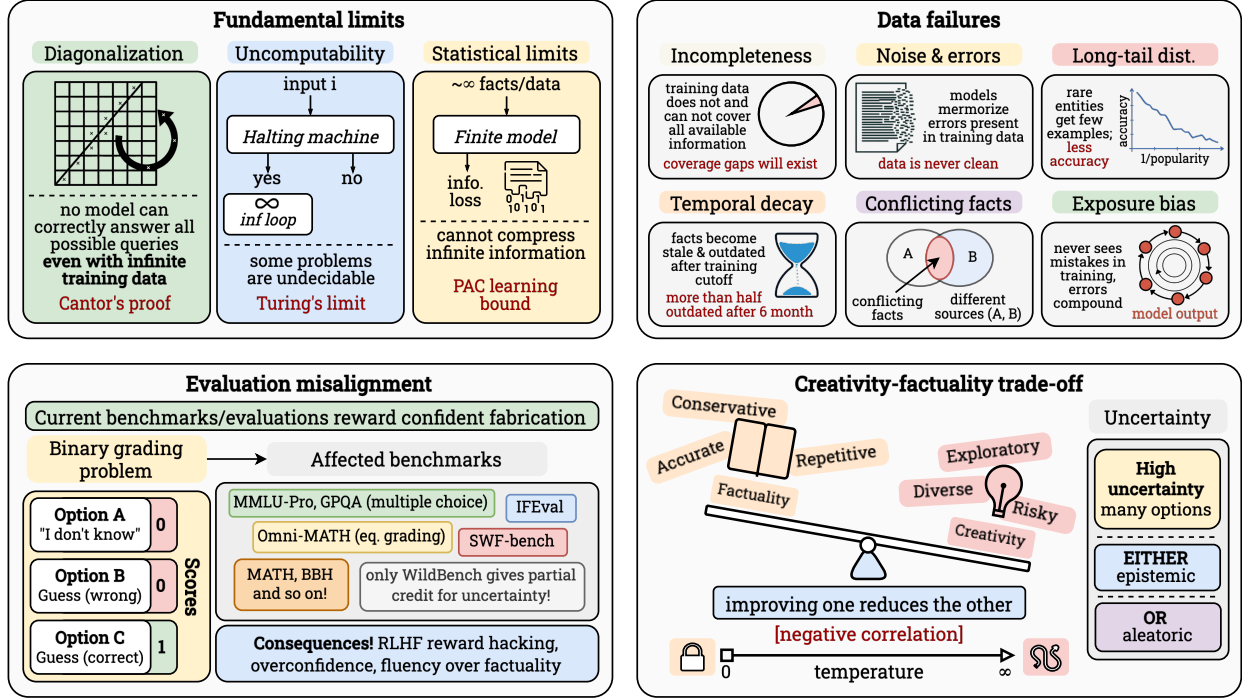 Fundamental limits
Diagonalization
no model can
correctly answer all
possible queries
even with infinite
training data
Cantor's proof
Uncomputability
input i
Halting machine
yes
no
∞
inf loop
some problems
are undecidable
Turing's limit
Statistical limits
~∞ facts/data
Finite model
info.
loss
10 101
cannot compress
infinite information
PAC learning
bound
Data failures
Incompleteness
training data
does not and
can not cover
all available
information
coverage gaps will exist
Noise & errors
models
mermorize
errors present
in training data
data is never clean
Long-tail dist.
rare
entities
get few
examples;
less
accuracy
accuracy
1/popularity
Temporal decay
facts become
stale & outdated
after training
cutoff
more than half
outdated after 6 month
Conflicting facts
A
B
conflicting
facts
different
sources (A, B)
Exposure bias
never sees
mistakes in
training,
errors
compound
model output
Evaluation misalignment
Current benchmarks/evaluations reward confident fabrication
Binary grading
problem
Affected benchmarks
Option A
"I don't know"
0
Option B
Guess (wrong)
0
Option C
Guess (correct)
1
Scores
MMLU-Pro, GPQA (multiple choice)
IFEval
Omni-MATH (eq. grading)
SWF-bench
MATH, BBH
and so on!
only WildBench gives partial
credit for uncertainty!
Consequences! RLHF reward hacking,
overconfidence, fluency over factuality
Creativity-factuality trade-off
Conservative
Accurate
Repetitive
Factuality
Exploratory
Diverse
Risky
Creativity
improving one reduces the other
[negative correlation]
0
∞
temperature
Uncertainty
High
uncertainty
many options
EITHER
epistemic
OR
aleatoric